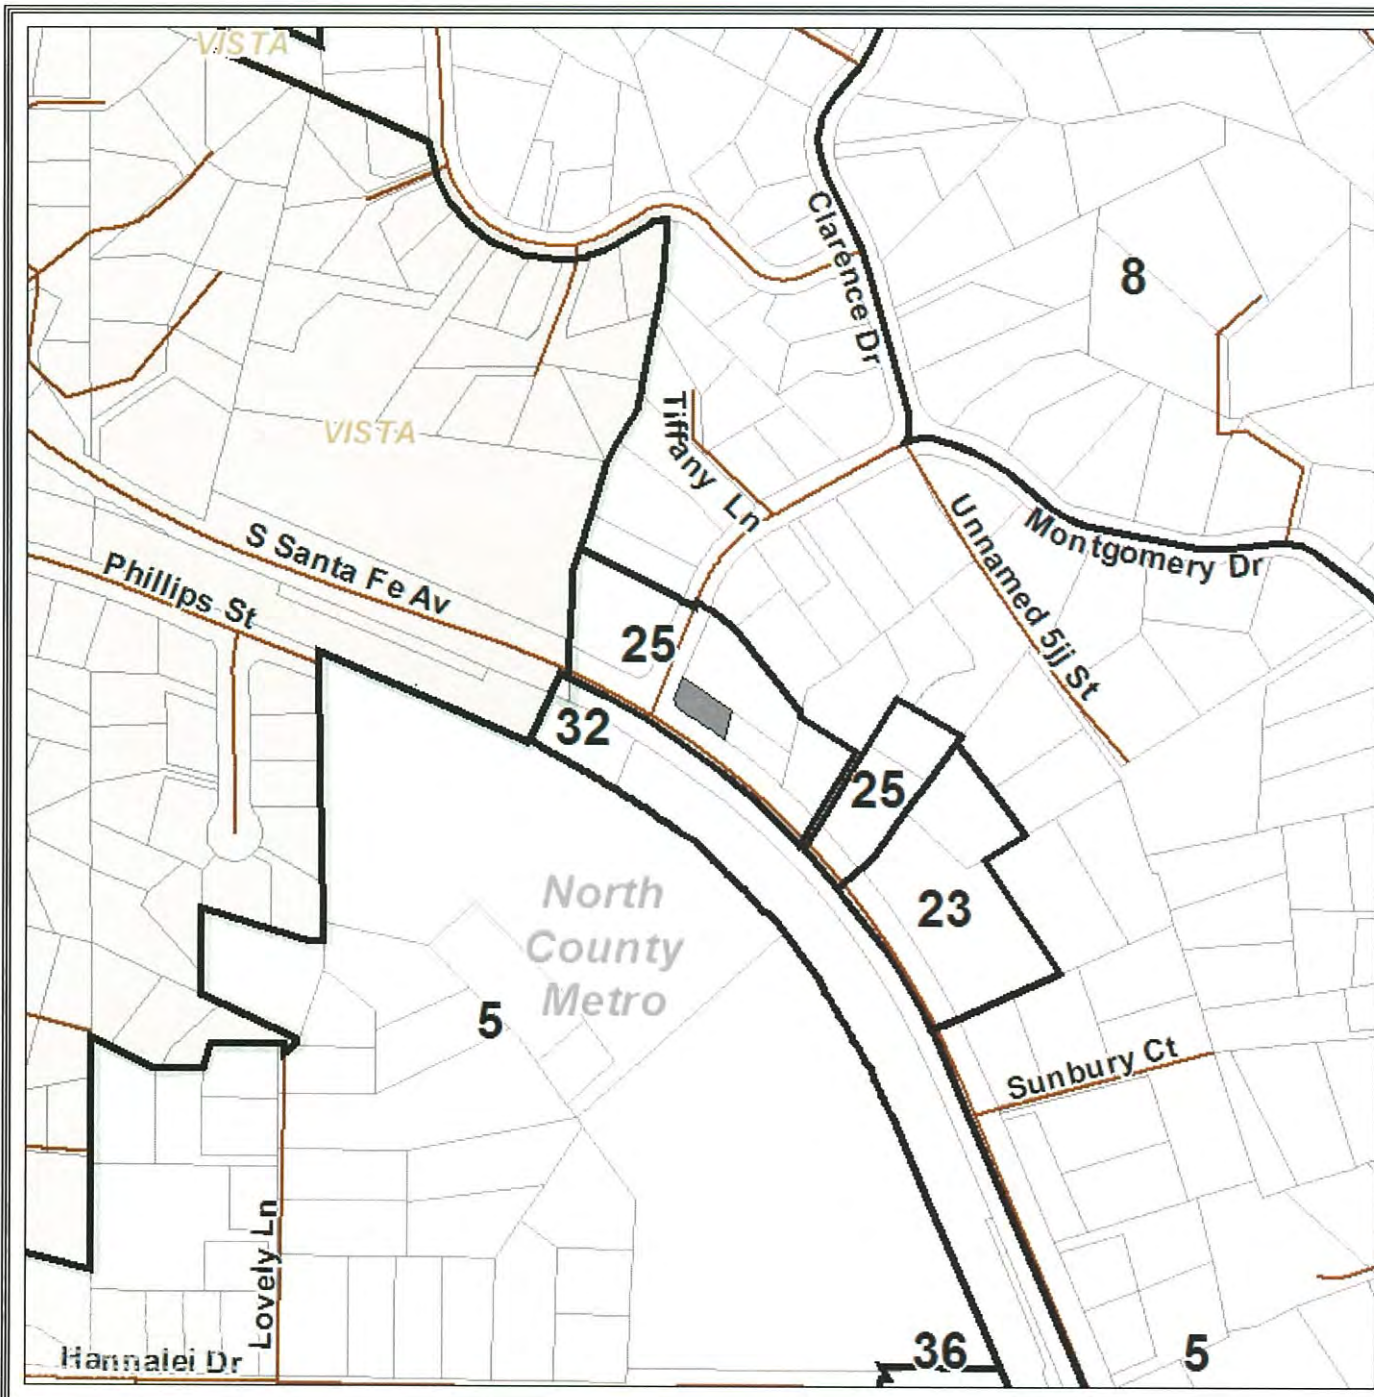 VISTA
Clarence Dr
8
Tiffany Ln
VISTA
S Santa Fe Av
Phillips St
Unnamed 5jj St
Montgomery Dr
25
32
25
23
North
County
Metro
5
Sunbury Ct
Lovely Ln
Hannalei Dr
36
5